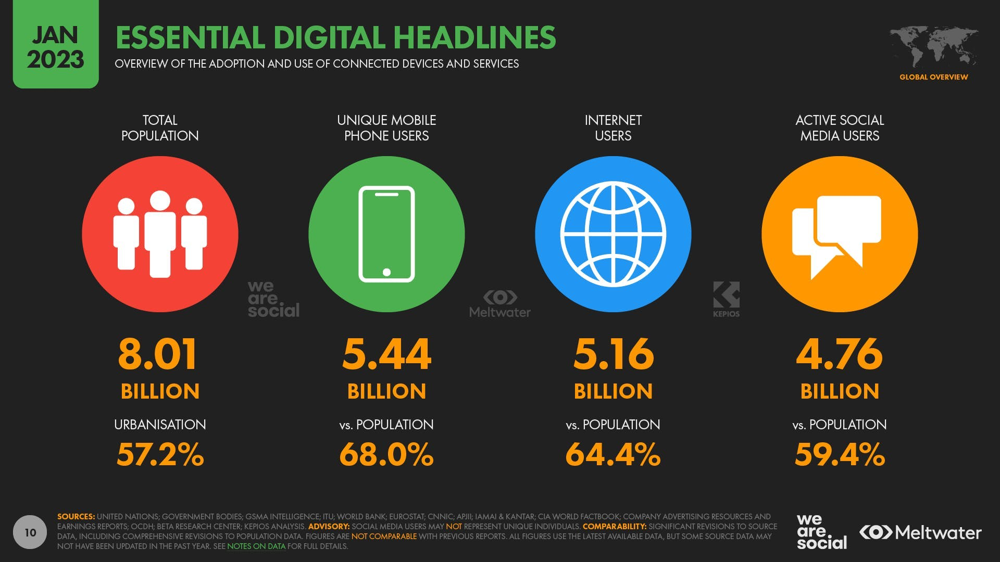 JAN
2023
ESSENTIAL DIGITAL HEADLINES
OVERVIEW OF THE ADOPTION AND USE OF CONNECTED DEVICES AND SERVICES
GLOBAL OVERVIEW
TOTAL
POPULATION
UNIQUE MOBILE
PHONE USERS
INTERNET
USERS
ACTIVE SOCIAL
MEDIA USERS
we
are
social
Meltwater
KEPIOS
8.01
BILLION
URBANISATION
57.2%
5.44
BILLION
vs. POPULATION
68.0%
5.16
BILLION
vs. POPULATION
64.4%
4.76
BILLION
vs. POPULATION
59.4%
10
SOURCES: UNITED NATIONS; GOVERNMENT BODIES; GSMA INTELLIGENCE; ITU; WORLD BANK; EUROSTAT; CNNIC; APJII; IAMAI & KANTAR; CIA WORLD FACTBOOK; COMPANY ADVERTISING RESOURCES AND
EARNINGS REPORTS; OCDH; BETA RESEARCH CENTER; KEPIOS ANALYSIS. ADVISORY: SOCIAL MEDIA USERS MAY NOT REPRESENT UNIQUE INDIVIDUALS. COMPARABILITY: SIGNIFICANT REVISIONS TO SOURCE
DATA, INCLUDING COMPREHENSIVE REVISIONS TO POPULATION DATA. FIGURES ARE NOT COMPARABLE WITH PREVIOUS REPORTS. ALL FIGURES USE THE LATEST AVAILABLE DATA, BUT SOME SOURCE DATA MAY
NOT HAVE BEEN UPDATED IN THE PAST YEAR. SEE NOTES ON DATA FOR FULL DETAILS.
we
are
social
Meltwater